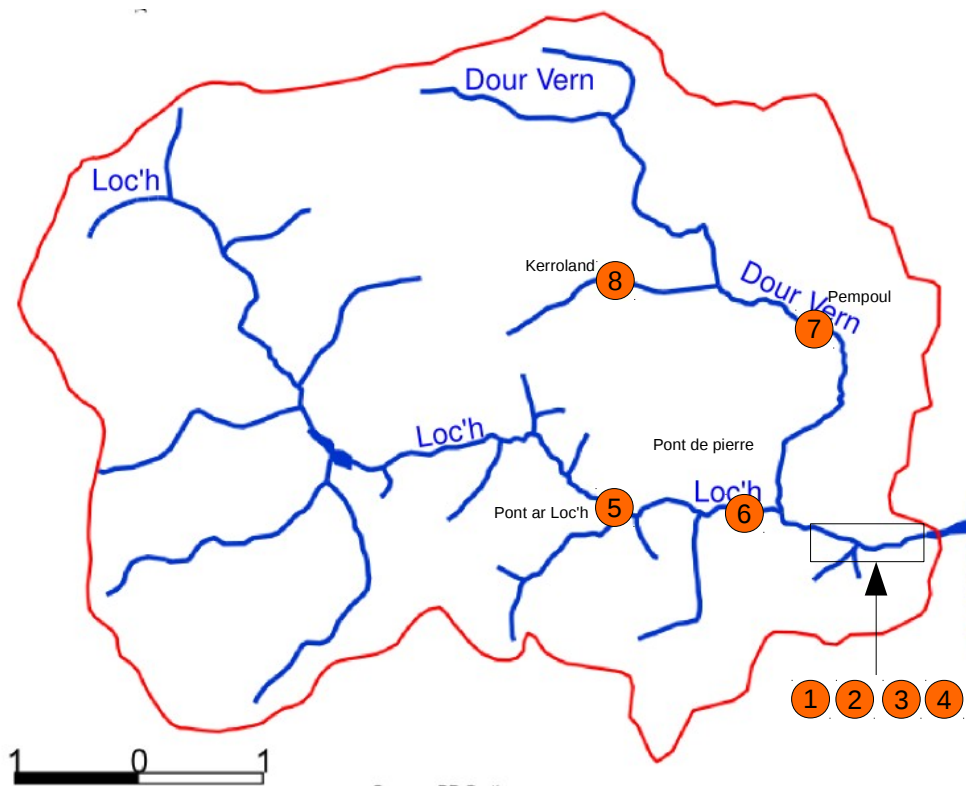 Dour Vern
Loc'h
Kerroland
8
Dour Vern
Pempoul
7
Loc'h
Pont de pierre
Loc'h
Pont ar Loc'h
5
6
1 2 3 4
1 0 1